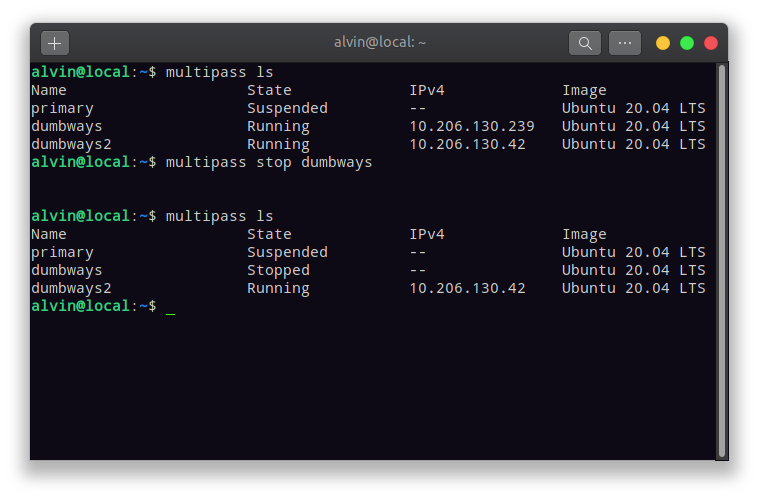 alvin@local: ~
alvin@local:~$ multipass ls
Name State IPv4 Image
primary Suspended -- Ubuntu 20.04 LTS
dumbways Running 10.206.130.239 Ubuntu 20.04 LTS
dumbways2 Running 10.206.130.42 Ubuntu 20.04 LTS
alvin@local:~$ multipass stop dumbways
alvin@local:~$ multipass ls
Name State IPv4 Image
primary Suspended -- Ubuntu 20.04 LTS
dumbways Stopped -- Ubuntu 20.04 LTS
dumbways2 Running 10.206.130.42 Ubuntu 20.04 LTS
alvin@local:~$ _